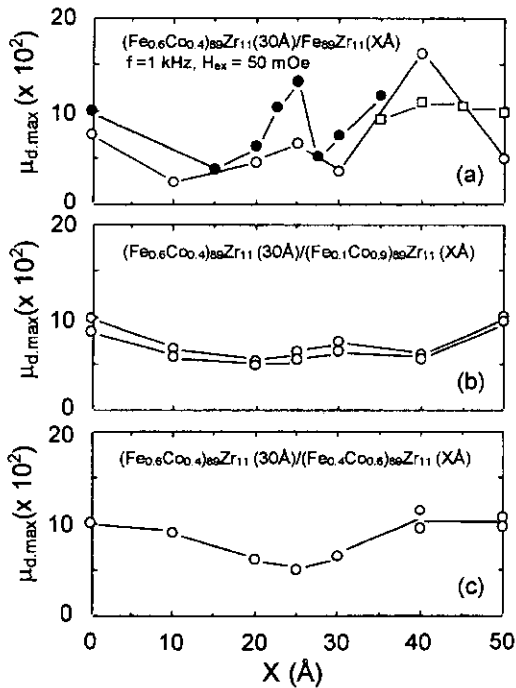 20
(Fe0.6Co0.4)89Zr11(30Å)/Fe89Zr11(XÅ)
f=1 kHz, Hex = 50 mOe
10
μd.max(x 10²)
(a)
0
20
(Fe0.6Co0.4)89Zr11(30Å)/(Fe0.1Co0.9)89Zr11(XÅ)
10
μd.max(x 10²)
(b)
0
20
(Fe0.6Co0.4)89Zr11(30Å)/(Fe0.4Co0.6)89Zr11(XÅ)
10
μd.max(x 10²)
(c)
0
0 10 20 30 40 50
X (Å)